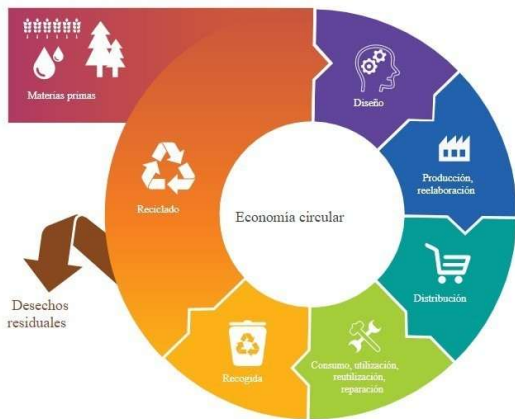 Materias primas
Diseño
Producción,
reelaboración
Distribución
Consumo, utilización,
reutilización,
reparación
Recogida
Reciclado
Economía circular
Desechos
residuales